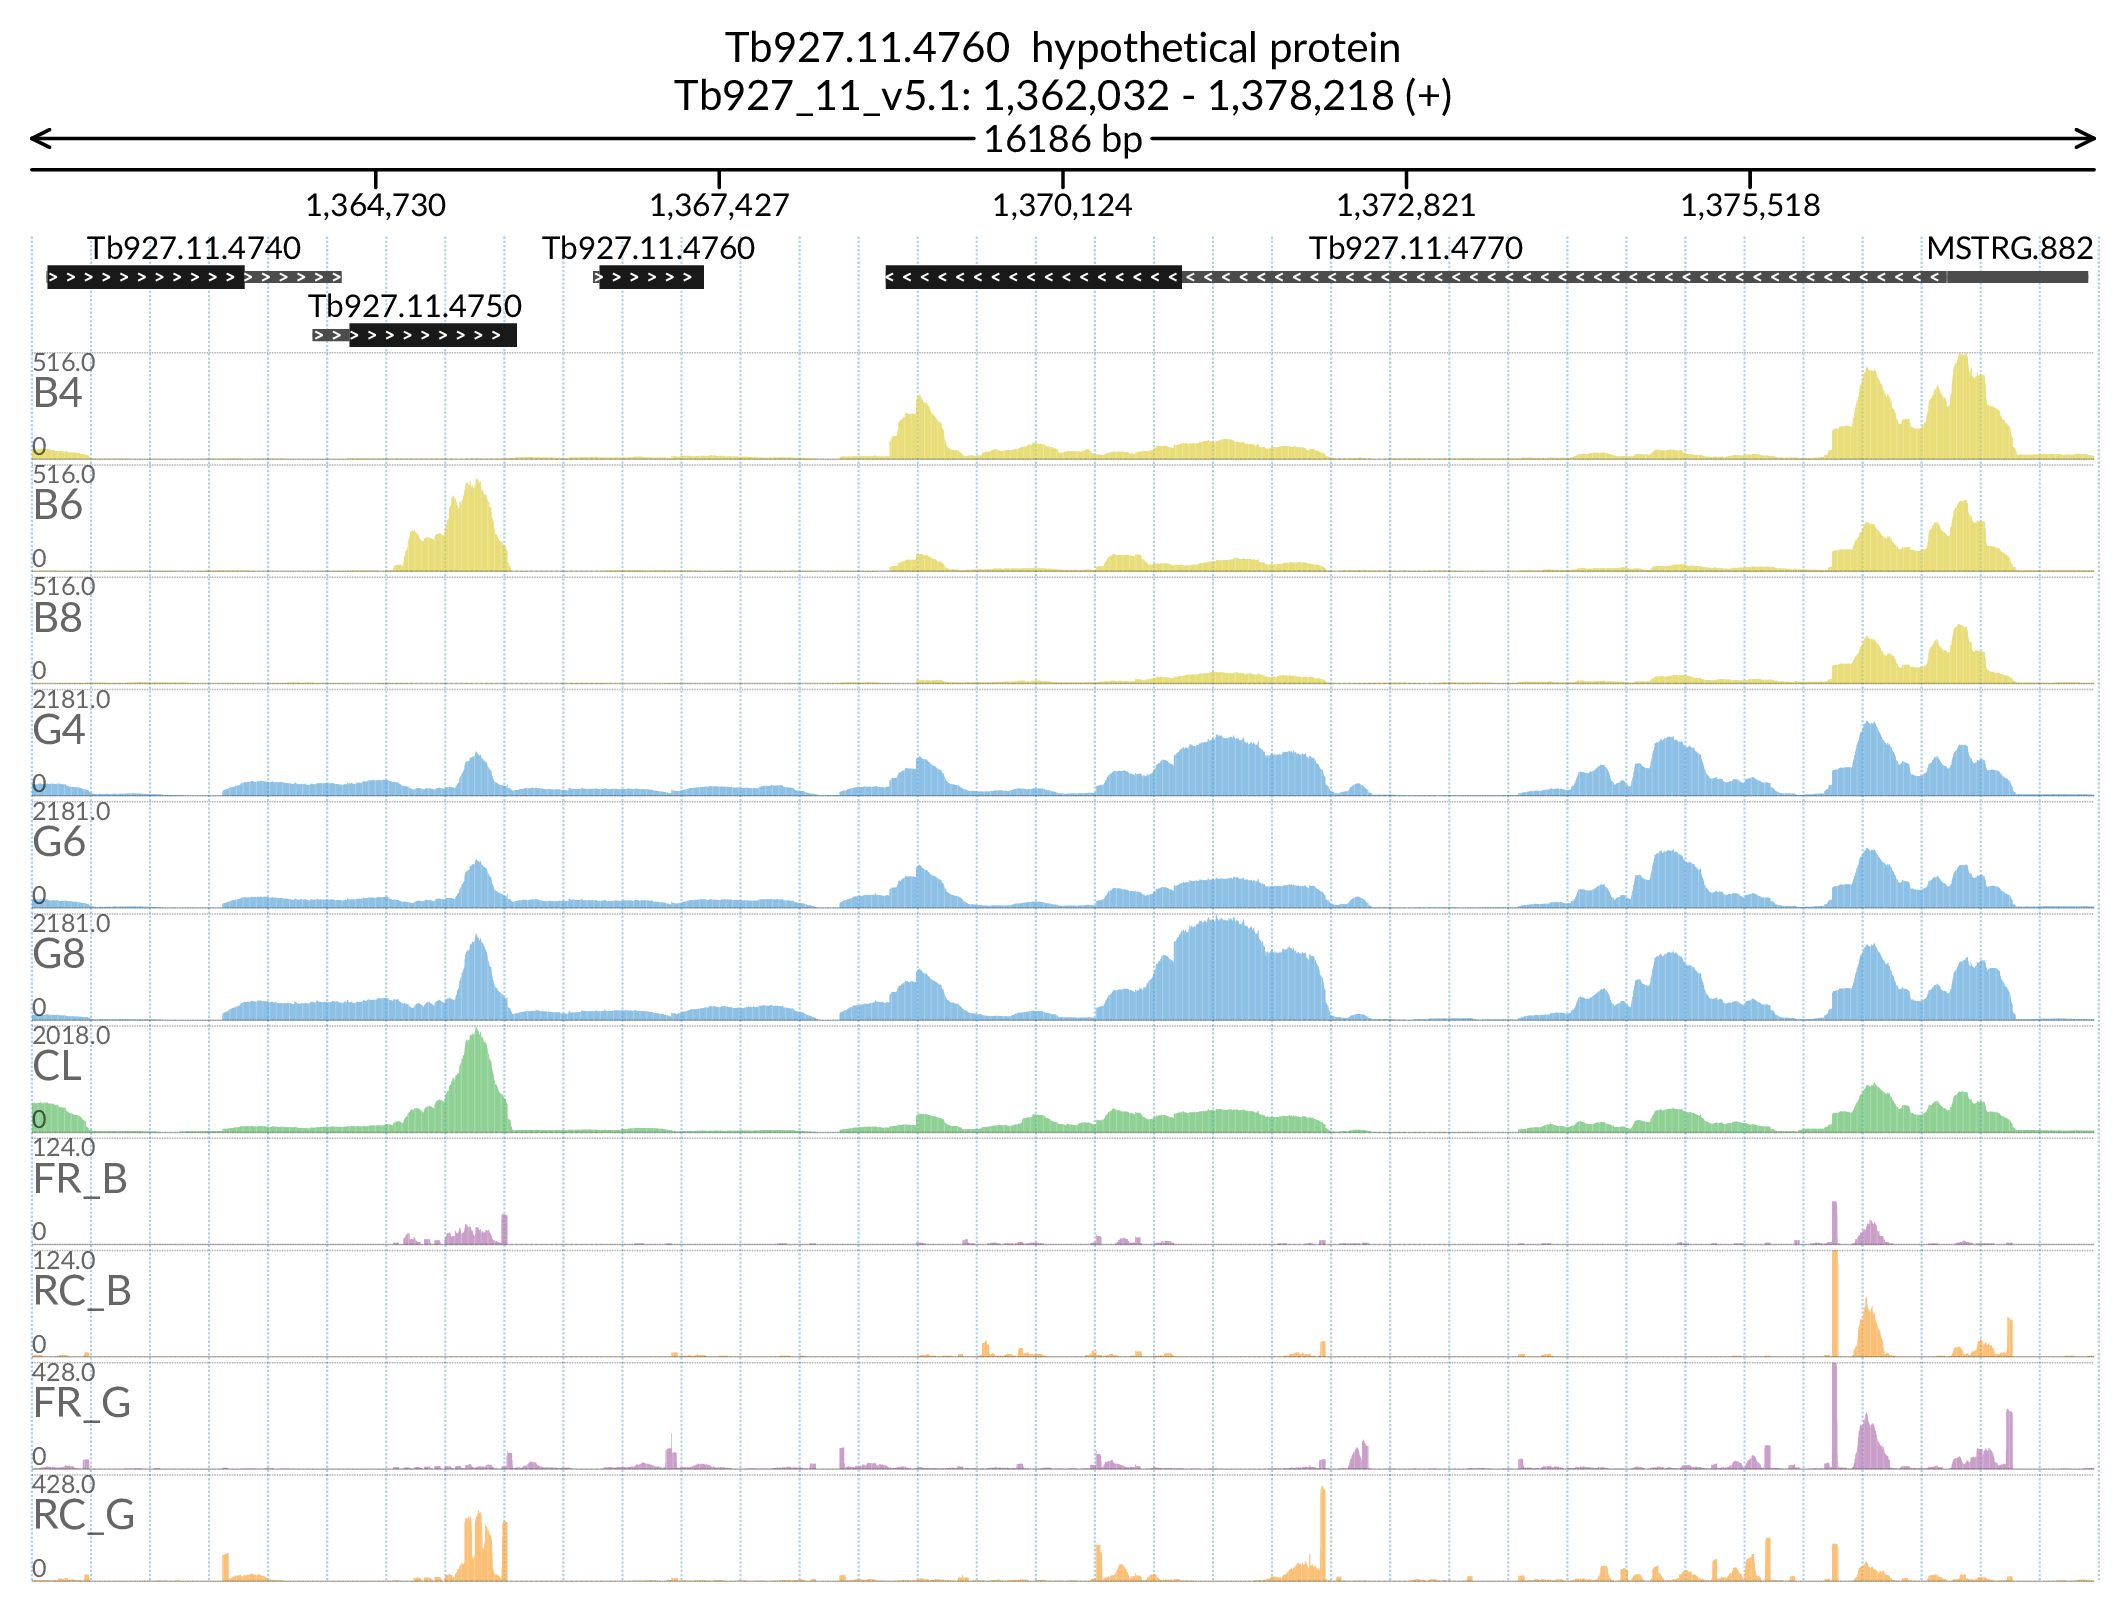 Tb927.11.4760  hypothetical protein
Tb927_11_v5.1: 1,362,032 - 1,378,218 (+)
16186 bp
1,364,730 1,367,427 1,370,124 1,372,821 1,375,518
Tb927.11.4740 Tb927.11.4760 Tb927.11.4770 MSTRG.882
Tb927.11.4750
516.0
B4
0
516.0
B6
0
516.0
B8
0
2181.0
G4
0
2181.0
G6
0
2181.0
G8
0
2018.0
CL
0
124.0
FR_B
0
124.0
RC_B
0
428.0
FR_G
0
428.0
RC_G
0